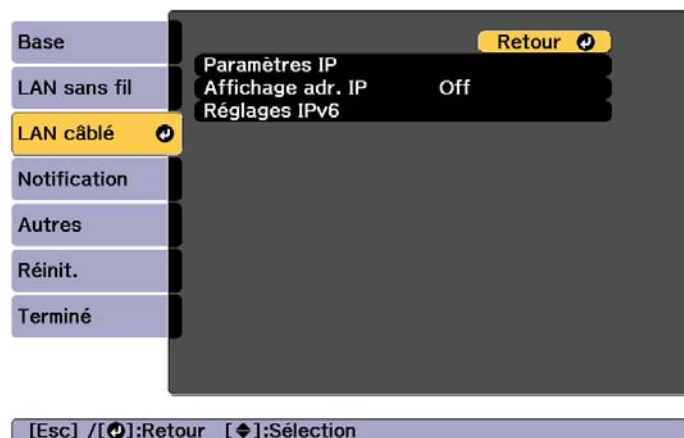 Base
LAN sans fil
LAN câblé
Notification
Autres
Réinit.
Terminé
Retour
Paramètres IP
Affichage adr. IP Off
Réglages IPv6
[Esc] /[⏎]:Retour [◆]:Sélection